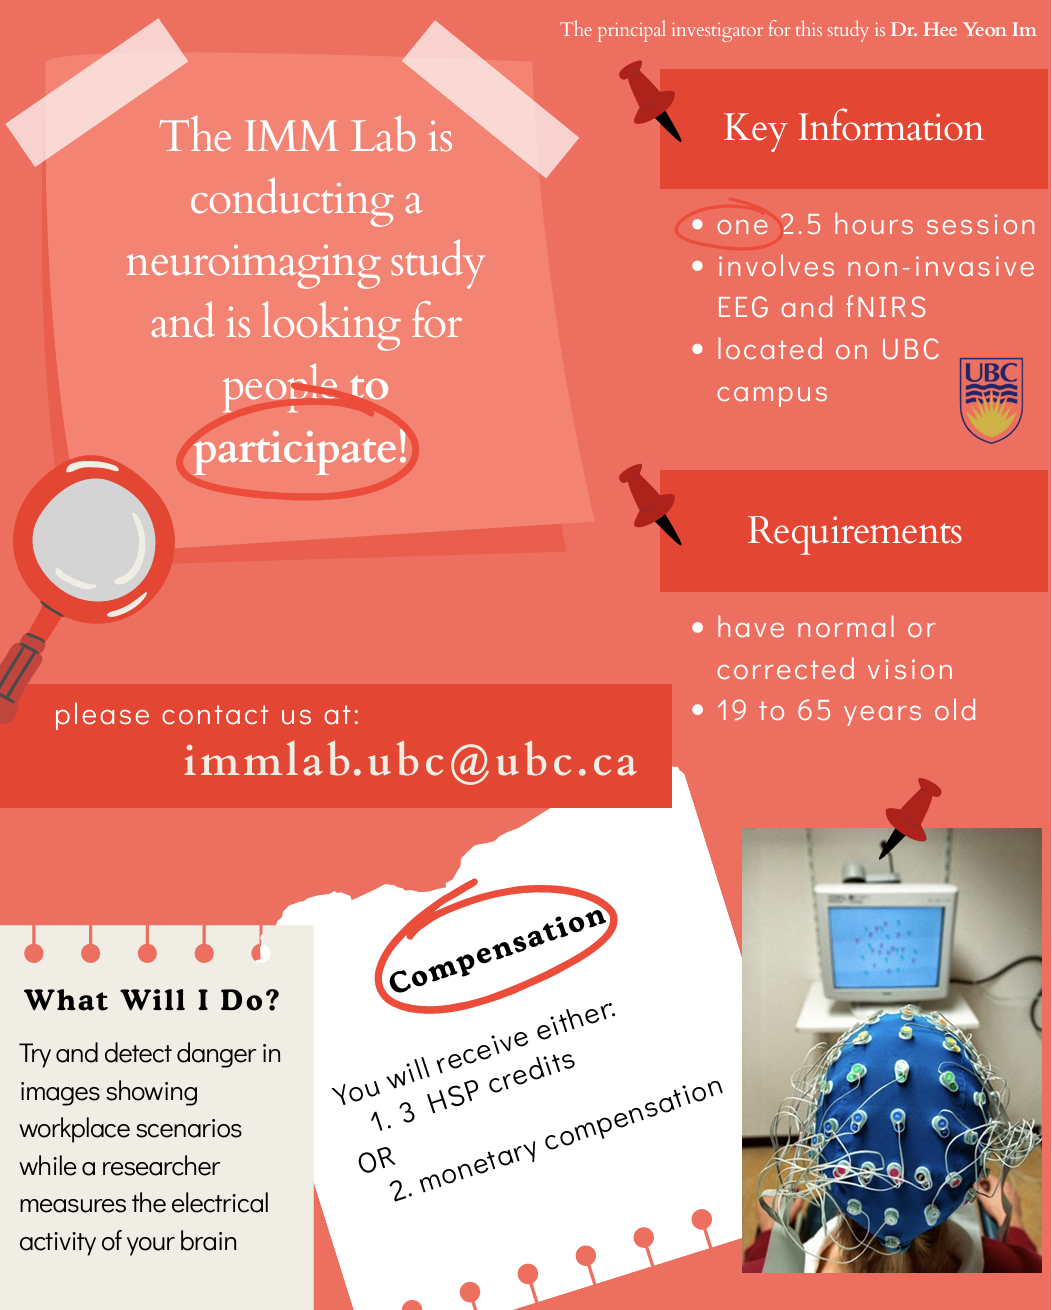 The principal investigator for this study is Dr. Hee Yeon Im
The IMM Lab is
conducting a
neuroimaging study
and is looking for
people to
participate!
Key Information
• one 2.5 hours session
• involves non-invasive
EEG and fNIRS
• located on UBC
campus
UBC
Requirements
• have normal or
corrected vision
• 19 to 65 years old
please contact us at:
immlab.ubc@ubc.ca
What Will I Do?
Try and detect danger in
images showing
workplace scenarios
while a researcher
measures the electrical
activity of your brain
Compensation
You will receive either:
1. 3 HSP credits
OR
2. monetary compensation